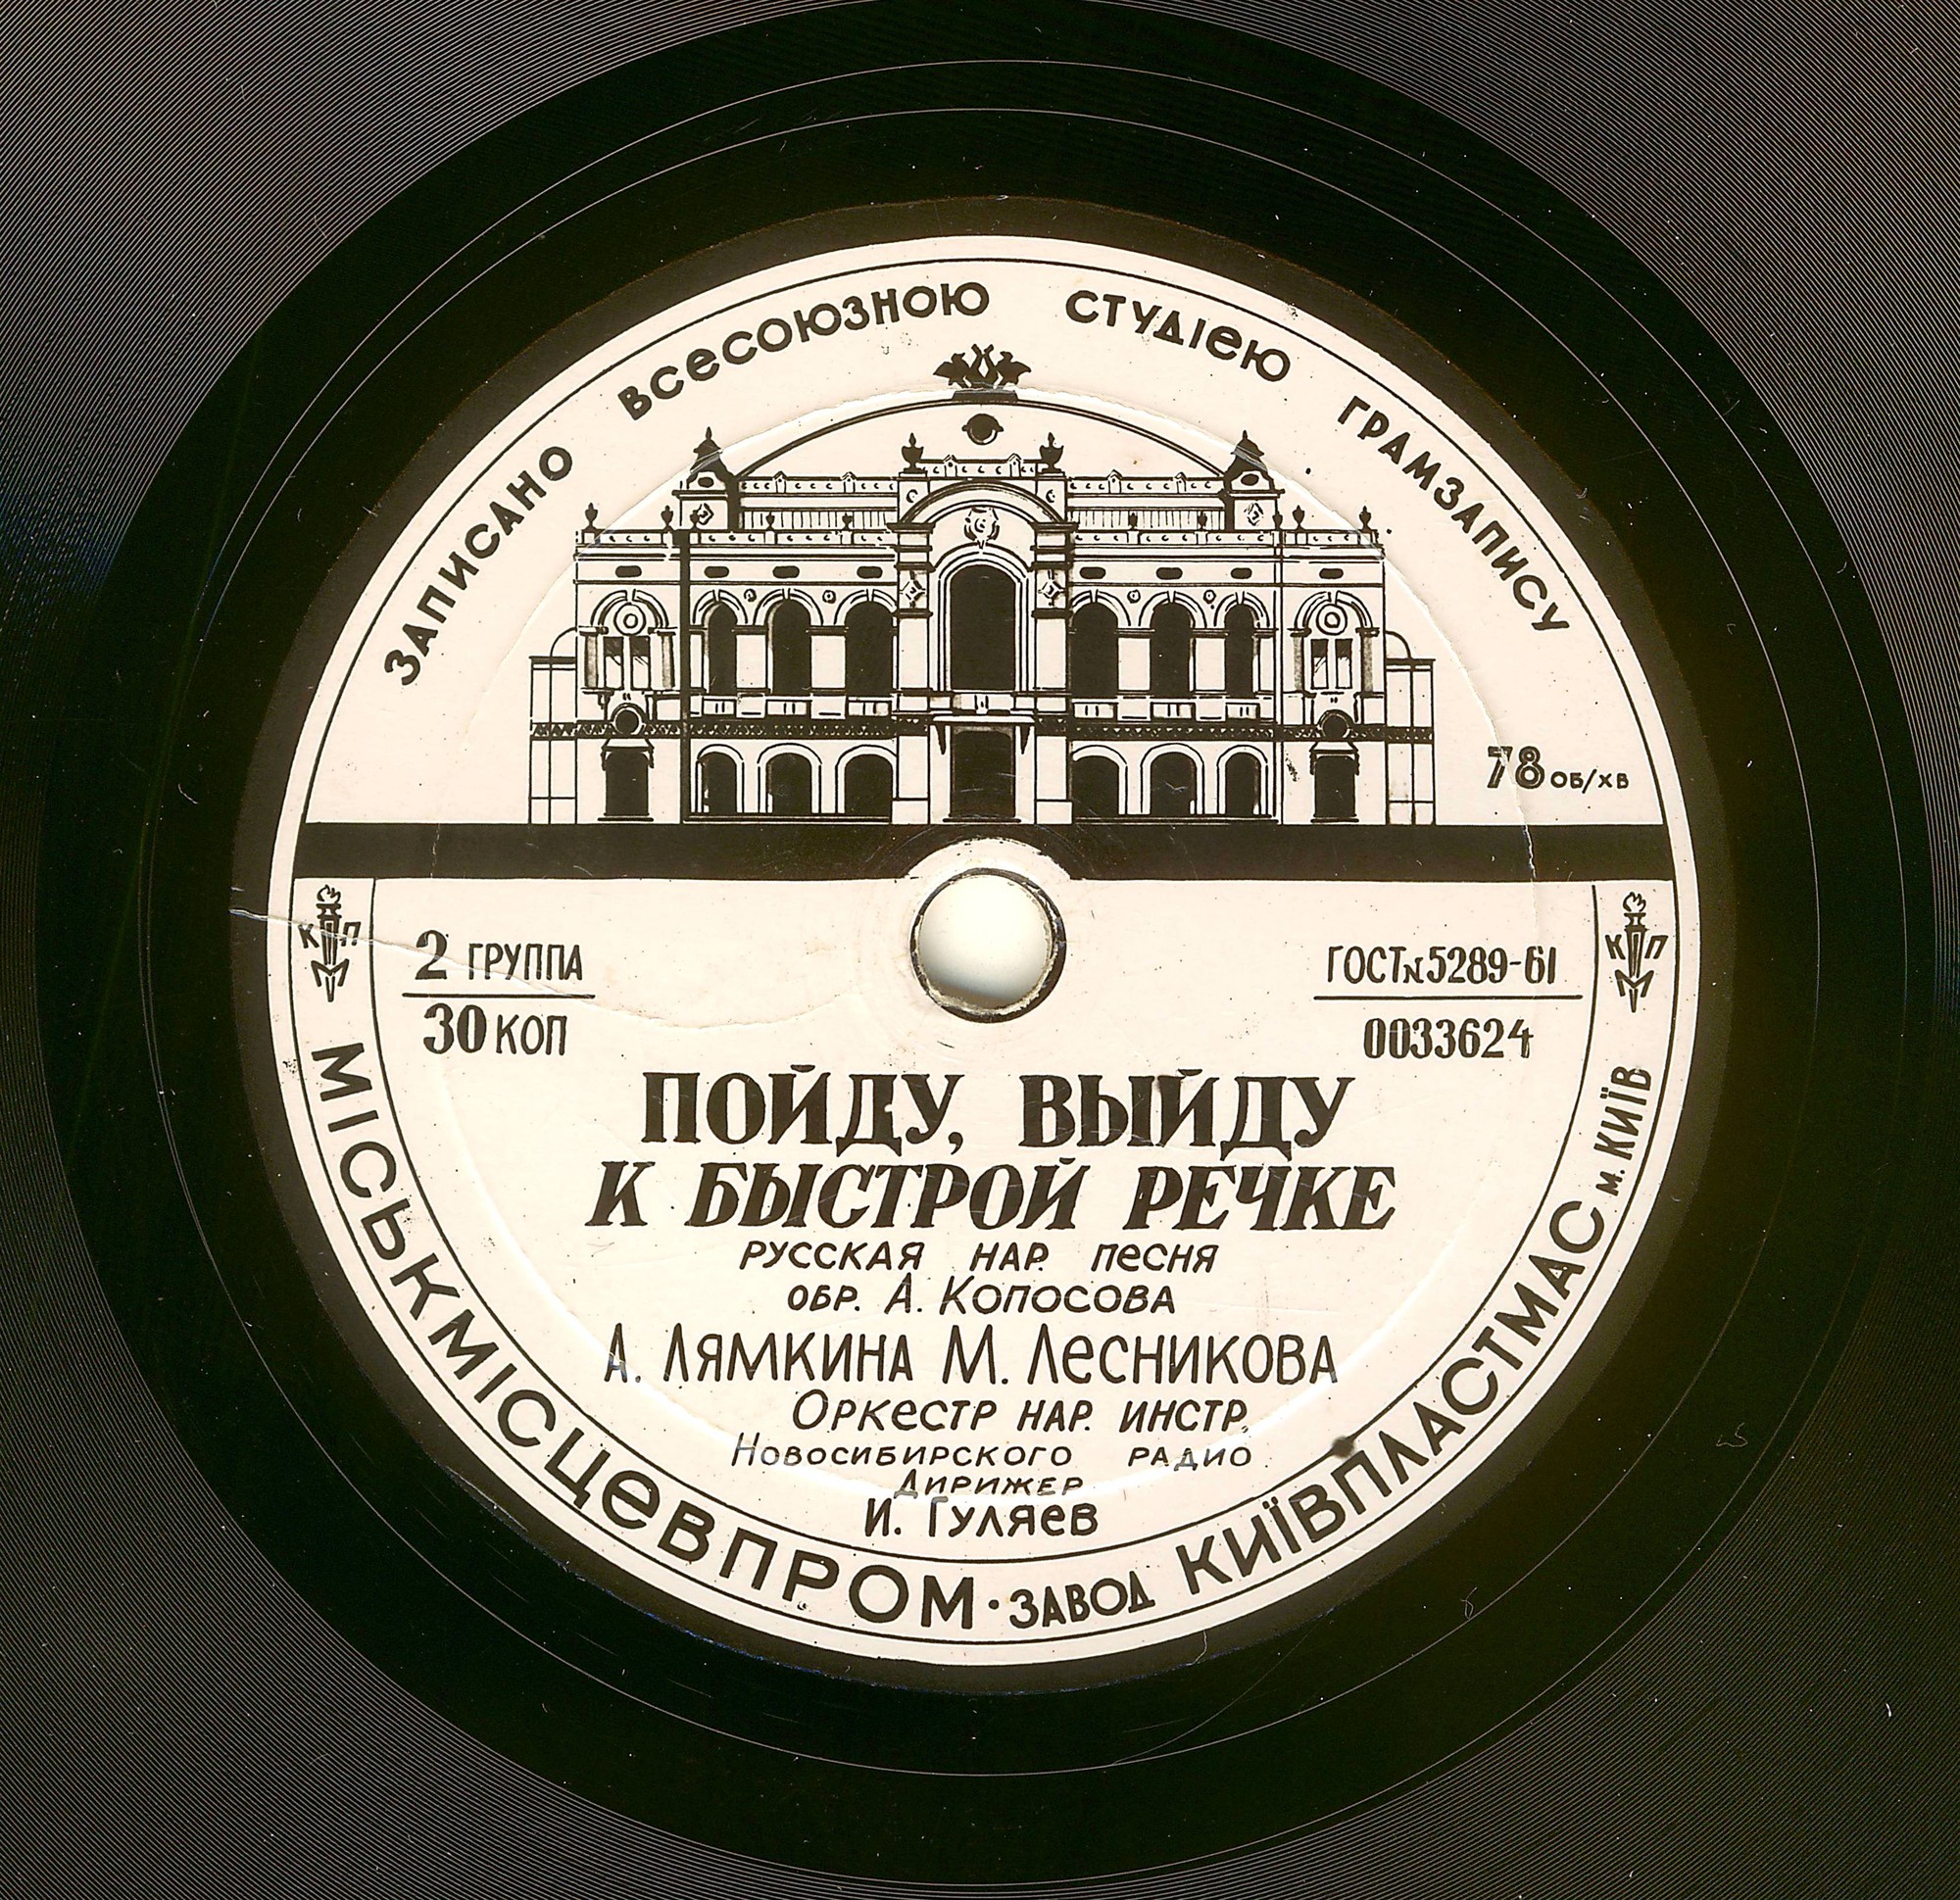 ЗАПИСАНО ВСЕСОЮЗНОЮ СТУДІЄЮ ГРАМЗАПИСУ
78 ОБ/ХВ
КМП
КМП
2 ГРУППА
30 КОП
ГОСТ № 5289-61
0033624
ПОЙДУ, ВЫЙДУ
К БЫСТРОЙ РЕЧКЕ
РУССКАЯ НАР. ПЕСНЯ
ОБР. А. КОПОСОВА
А. ЛЯМКИНА М. ЛЕСНИКОВА
ОРКЕСТР НАР. ИНСТР.
НОВОСИБИРСКОГО РАДИО
ДИРИЖЕР
И. ГУЛЯЕВ
МІСЬКМІСЦЕВПРОМ · ЗАВОД КИЇВПЛАСТМАС м. КИЇВ